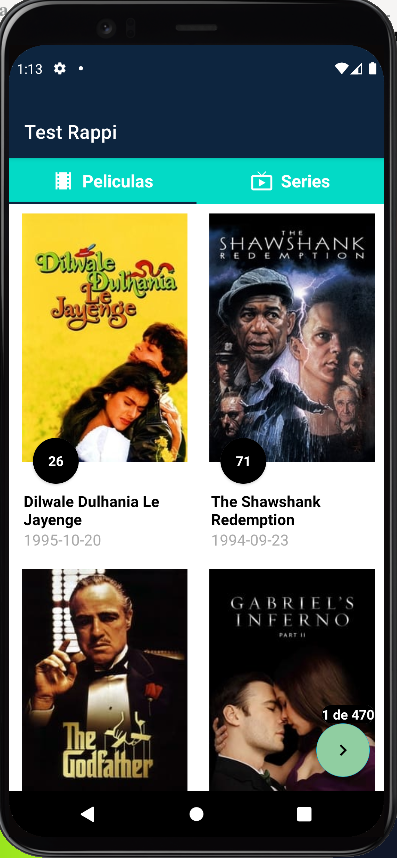 1:13
Test Rappi
Peliculas
Series
Dilwale
Dulhania
Le
Jayenge
THE
SHAWSHANK
REDEMPTION
26
71
Dilwale Dulhania Le
Jayenge
1995-10-20
The Shawshank
Redemption
1994-09-23
The
Godfather
GABRIEL'S
INFERNO
PART II
1 de 470